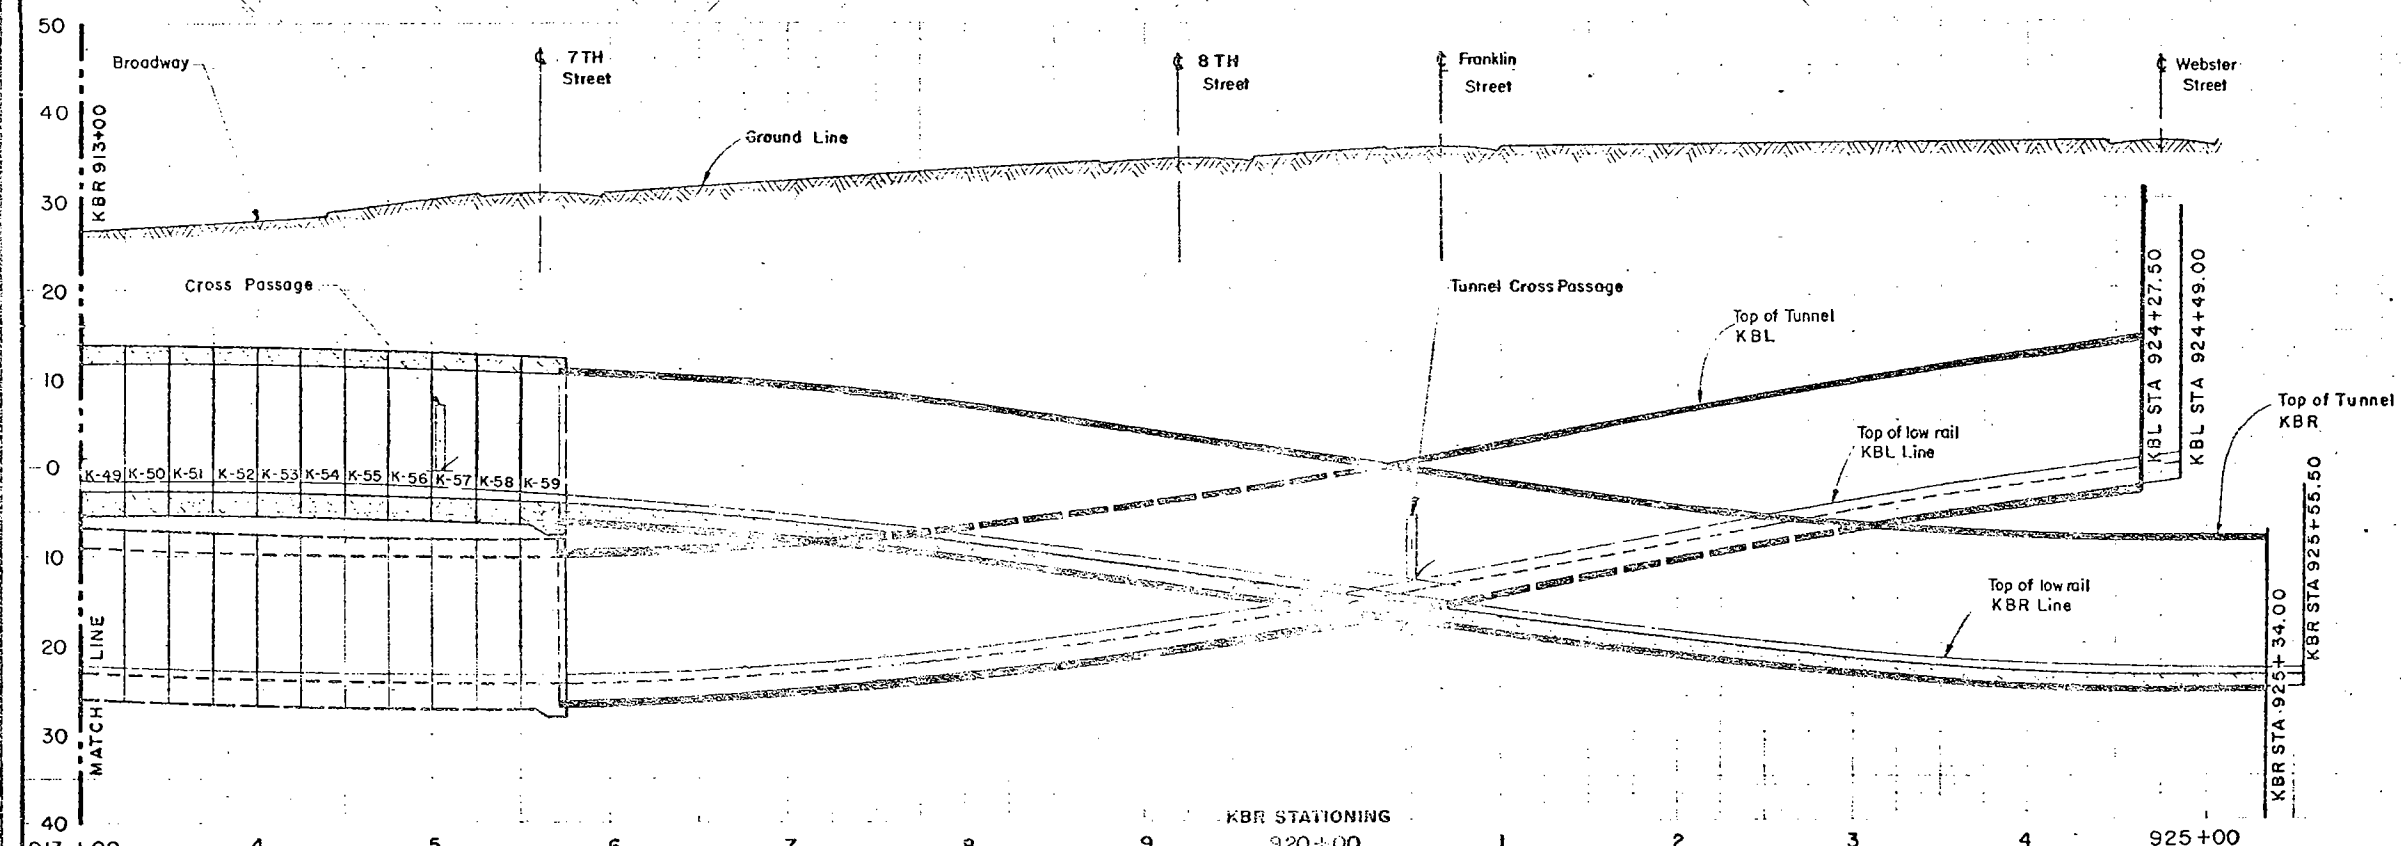 50
40
30
20
10
0
10
20
30
40
KBR 913+00
MATCH LINE
Broadway
℄ 7TH
Street
℄ 8TH
Street
℄ Franklin
Street
℄ Webster
Street
Ground Line
Cross Passage
Tunnel Cross Passage
Top of Tunnel
KBL
Top of low rail
KBL Line
Top of Tunnel
KBR
Top of low rail
KBR Line
K-49 K-50 K-51 K-52 K-53 K-54 K-55 K-56 K-57 K-58 K-59
KBL STA 924+27.50
KBL STA 924+49.00
KBR STA 925+34.00
KBR STA 925+55.50
KBR STATIONING
4 5 6 7 8 9 920+00 1 2 3 4 925+00